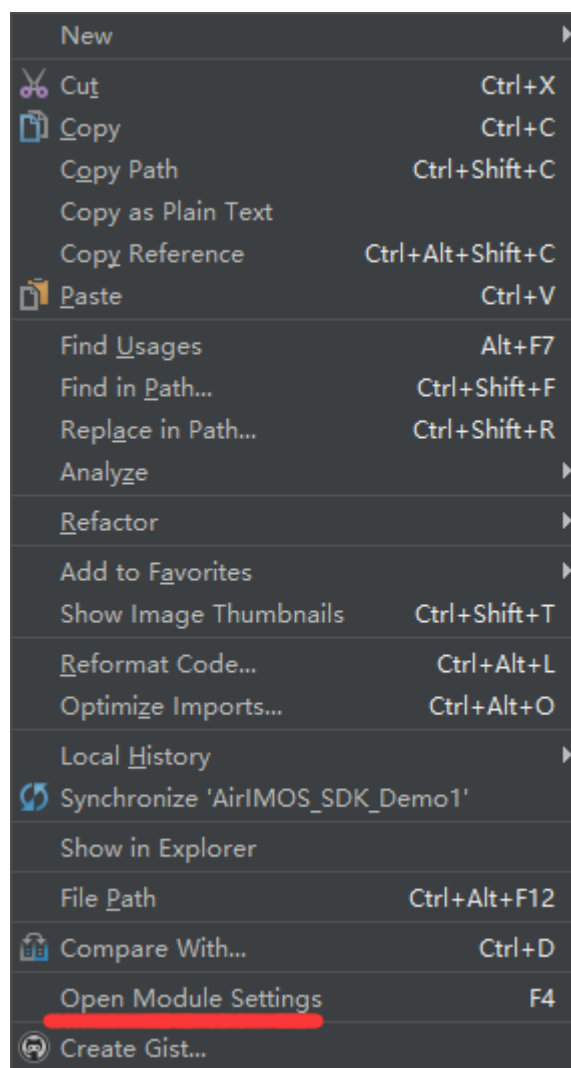 New
Cut Ctrl+X
Copy Ctrl+C
Copy Path Ctrl+Shift+C
Copy as Plain Text
Copy Reference Ctrl+Alt+Shift+C
Paste Ctrl+V
Find Usages Alt+F7
Find in Path... Ctrl+Shift+F
Replace in Path... Ctrl+Shift+R
Analyze
Refactor
Add to Favorites
Show Image Thumbnails Ctrl+Shift+T
Reformat Code... Ctrl+Alt+L
Optimize Imports... Ctrl+Alt+O
Local History
Synchronize 'AirIMOS_SDK_Demo1'
Show in Explorer
File Path Ctrl+Alt+F12
Compare With... Ctrl+D
Open Module Settings F4
Create Gist...